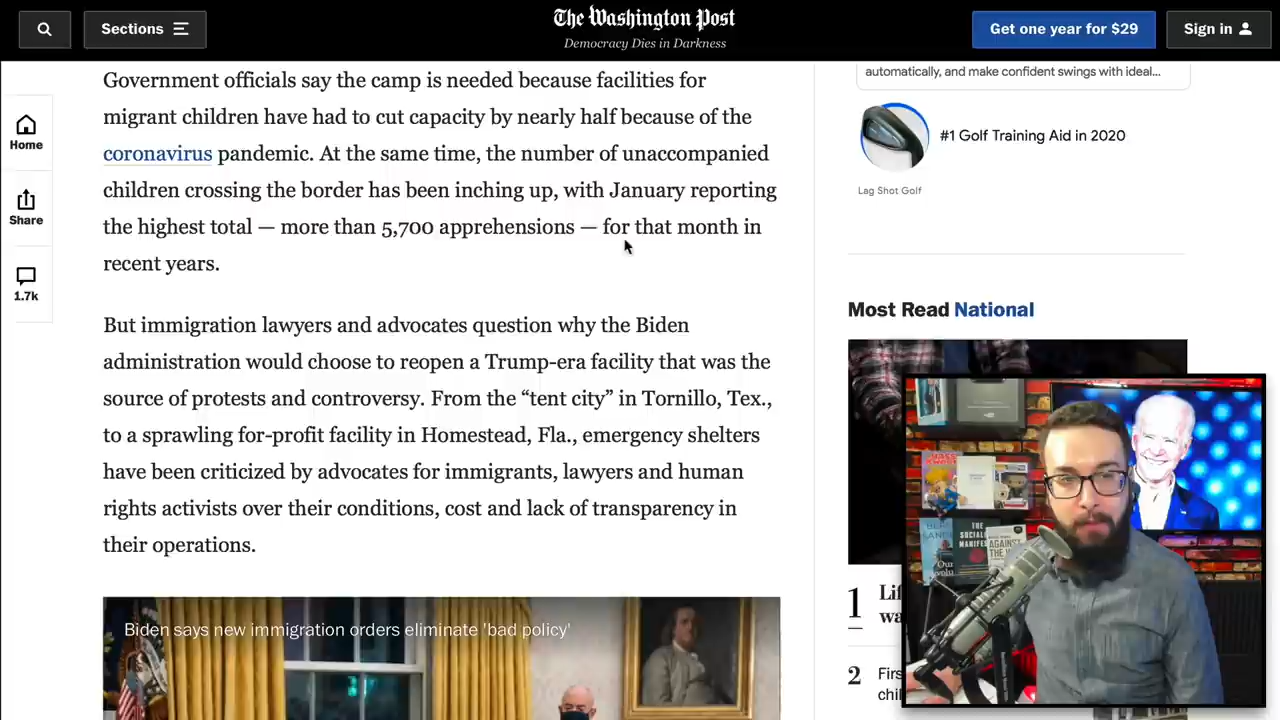 Sections
The Washington Post
Democracy Dies in Darkness
Get one year for $29
Sign in
Home
Share
1.7k
Government officials say the camp is needed because facilities for
migrant children have had to cut capacity by nearly half because of the
coronavirus pandemic. At the same time, the number of unaccompanied
children crossing the border has been inching up, with January reporting
the highest total — more than 5,700 apprehensions — for that month in
recent years.
But immigration lawyers and advocates question why the Biden
administration would choose to reopen a Trump-era facility that was the
source of protests and controversy. From the “tent city” in Tornillo, Tex.,
to a sprawling for-profit facility in Homestead, Fla., emergency shelters
have been criticized by advocates for immigrants, lawyers and human
rights activists over their conditions, cost and lack of transparency in
their operations.
Biden says new immigration orders eliminate 'bad policy'
automatically, and make confident swings with ideal...
#1 Golf Training Aid in 2020
Lag Shot Golf
Most Read National
1
2
THE
AGAINST
THE
Our